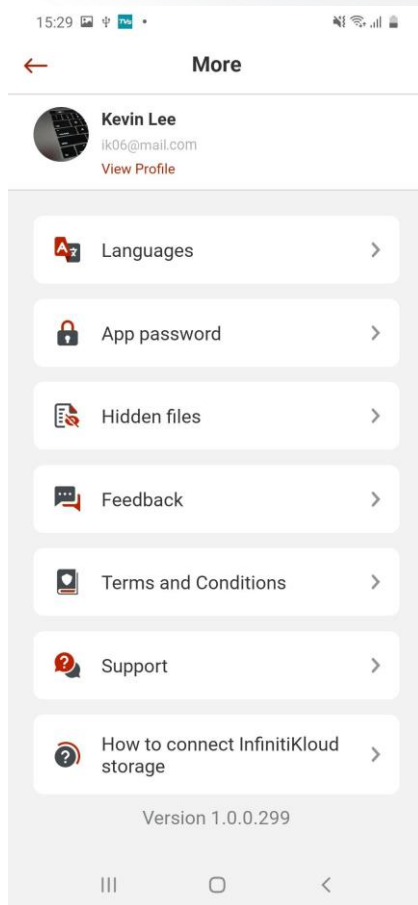 15:29
More
Kevin Lee
ik06@mail.com
View Profile
Languages
App password
Hidden files
Feedback
Terms and Conditions
Support
How to connect InfinitiKloud
storage
Version 1.0.0.299